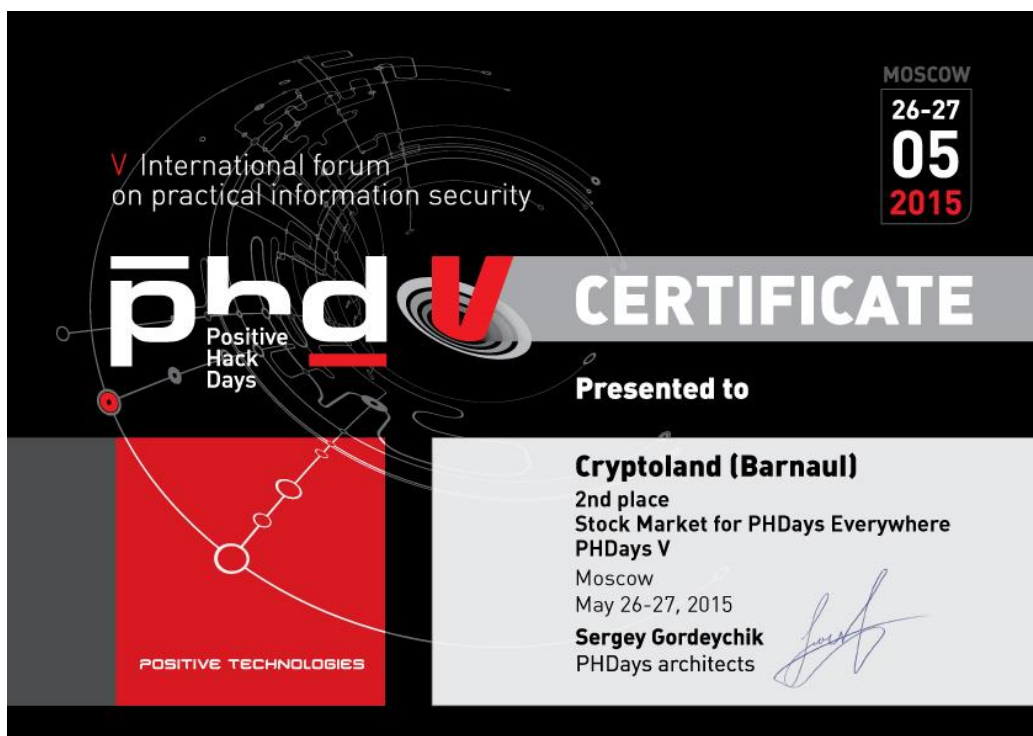 MOSCOW
26-27
05
2015
V International forum
on practical information security
phd V
Positive
Hack
Days
CERTIFICATE
Presented to
Cryptoland (Barnaul)
2nd place
Stock Market for PHDays Everywhere
PHDays V
Moscow
May 26-27, 2015
Sergey Gordeychik
PHDays architects
POSITIVE TECHNOLOGIES